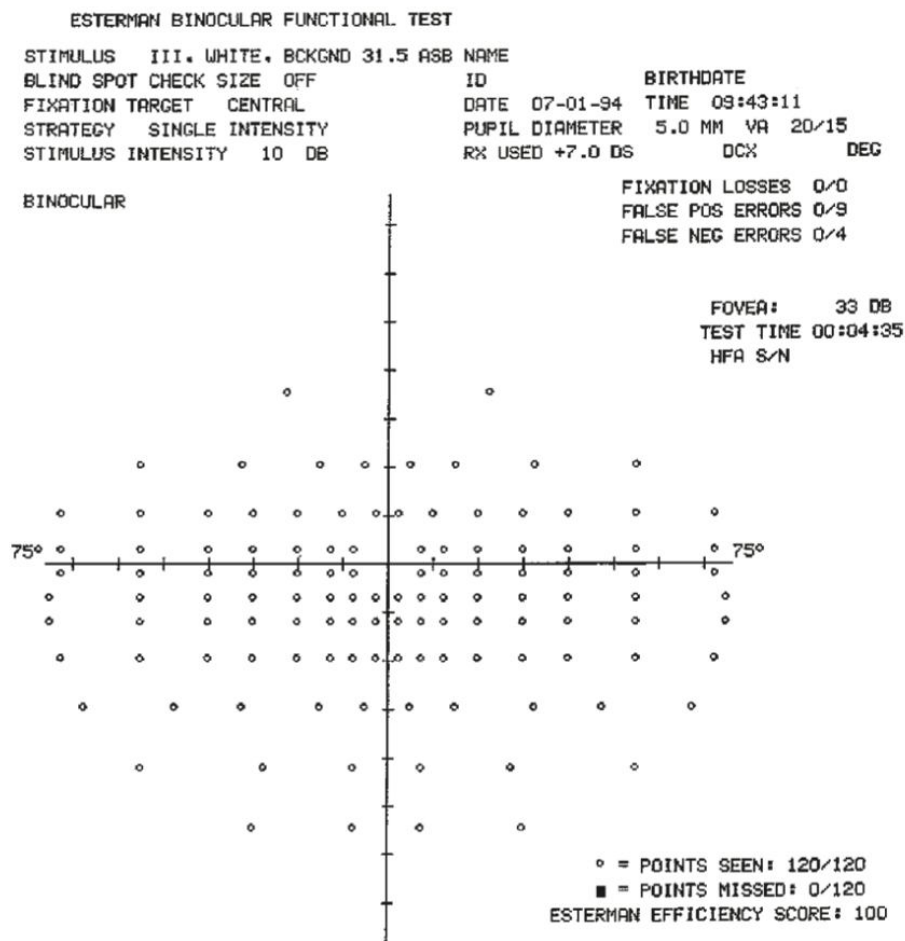 ESTERMAN BINOCULAR FUNCTIONAL TEST
STIMULUS III. WHITE. BCKGND 31.5 ASB NAME
BLIND SPOT CHECK SIZE OFF ID BIRTHDATE
FIXATION TARGET CENTRAL DATE 07-01-94 TIME 09:43:11
STRATEGY SINGLE INTENSITY PUPIL DIAMETER 5.0 MM VA 20/15
STIMULUS INTENSITY 10 DB RX USED +7.0 DS DCX DEG
FIXATION LOSSES 0/0
BINOCULAR
FALSE POS ERRORS 0/9
FALSE NEG ERRORS 0/4
FOVEA: 33 DB
TEST TIME 00:04:35
HFA S/N
75° 75°
o = POINTS SEEN: 120/120
■ = POINTS MISSED: 0/120
ESTERMAN EFFICIENCY SCORE: 100